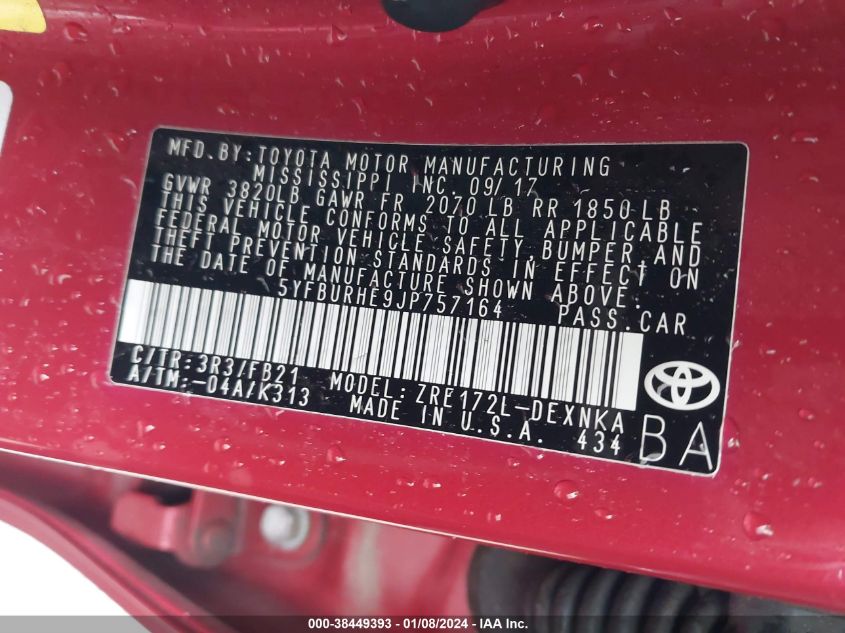 MFD.BY:TOYOTA MOTOR MANUFACTURING
MISSISSIPPI INC. 09/17
GVWR 3820LB GAWR FR 2070 LB RR 1850 LB
THIS VEHICLE CONFORMS TO ALL APPLICABLE
FEDERAL MOTOR VEHICLE SAFETY,BUMPER,AND
THEFT PREVENTION STANDARDS IN EFFECT ON
THE DATE OF MANUFACTURE SHOWN ABOVE.
5YFBURHE9JP757164 PASS.CAR
C/TR:3R3/FB21 MODEL:ZRE172L-DEXNKA
A/TM:-04A/K313 MADE IN U.S.A. 434
BA
000-38449393 - 01/08/2024 - IAA Inc.